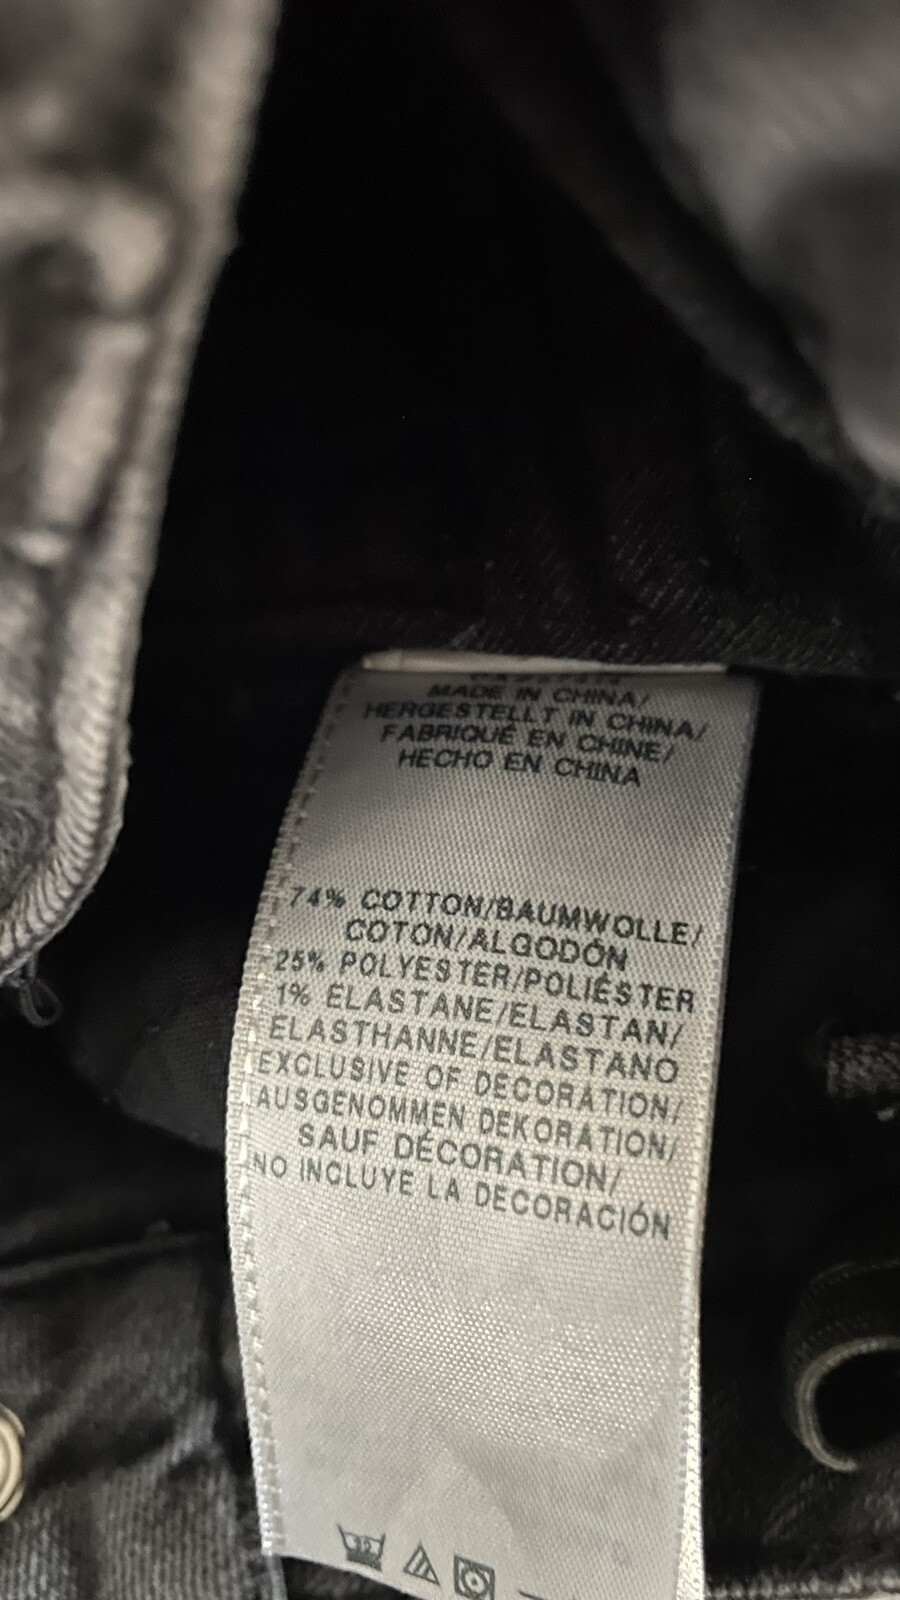 MADE IN CHINA/
HERGESTELLT IN CHINA/
FABRIQUÉ EN CHINE/
HECHO EN CHINA
74% COTTON/BAUMWOLLE/
COTON/ALGODÓN
25% POLYESTER/POLIÉSTER
1% ELASTANE/ELASTAN/
ELASTHANNE/ELASTANO
EXCLUSIVE OF DECORATION/
AUSGENOMMEN DEKORATION/
SAUF DÉCORATION/
NO INCLUYE LA DECORACIÓN